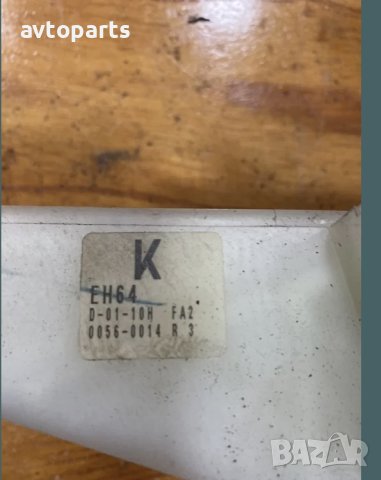 avtoparts
K
EH64
D-01-10H FA2
0056-0014 R 3
BAZAR